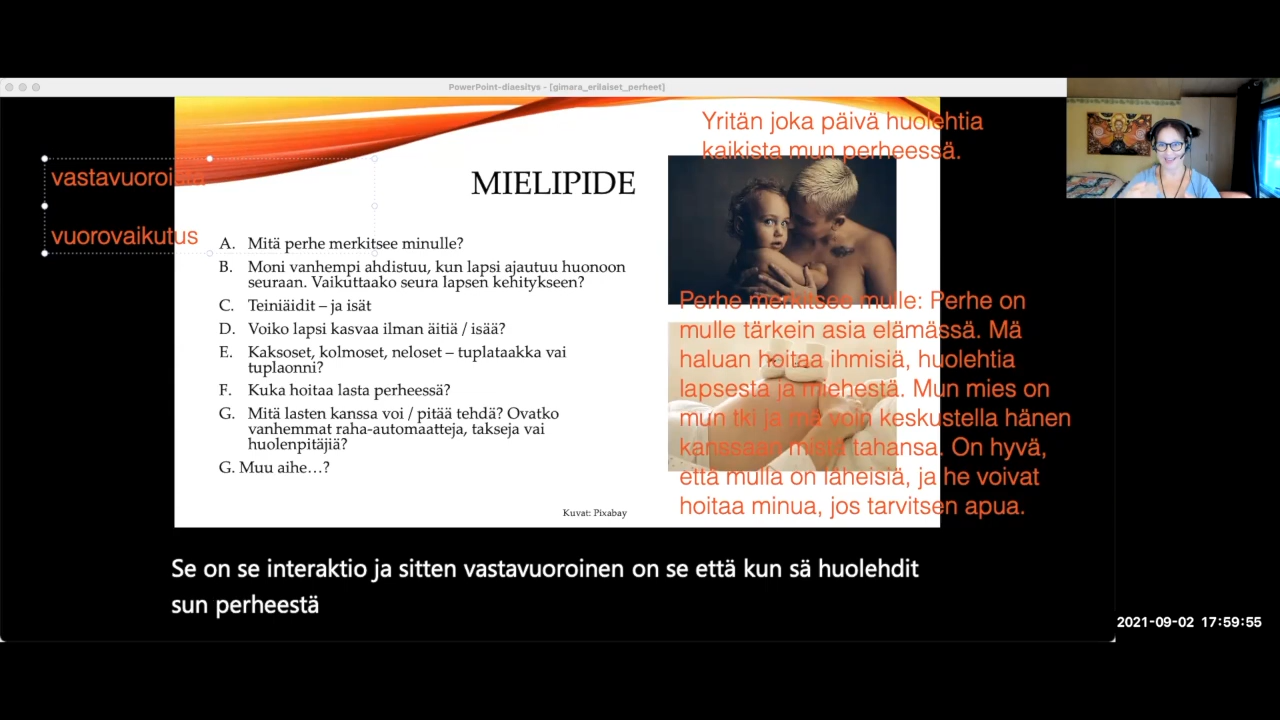 PowerPoint-diaesitys - [gimara_erilaiset_perheet]
Yritän joka päivä huolehtia
kaikista mun perheessä.
vastavuoroista
vuorovaikutus
MIELIPIDE
A. Mitä perhe merkitsee minulle?
B. Moni vanhempi ahdistuu, kun lapsi ajautuu huonoon
seuraan. Vaikuttaako seura lapsen kehitykseen?
C. Teiniäidit – ja isät
D. Voiko lapsi kasvaa ilman äitiä / isää?
E. Kaksoset, kolmoset, neloset – tuplataakka vai
tuplaonni?
F. Kuka hoitaa lasta perheessä?
G. Mitä lasten kanssa voi / pitää tehdä? Ovatko
vanhemmat raha-automaatteja, takseja vai
huolenpitäjiä?
G. Muu aihe…?
Kuvat: Pixabay
Perhe merkitsee mulle: Perhe on
mulle tärkein asia elämässä. Mä
haluan hoitaa ihmisiä, huolehtia
lapsesta ja miehestä. Mun mies on
mun tki ja mä voin keskustella hänen
kanssaan mistä tahansa. On hyvä,
että mulla on läheisiä, ja he voivat
hoitaa minua, jos tarvitsen apua.
Se on se interaktio ja sitten vastavuoroinen on se että kun sä huolehdit
sun perheestä
2021-09-02 17:59:55